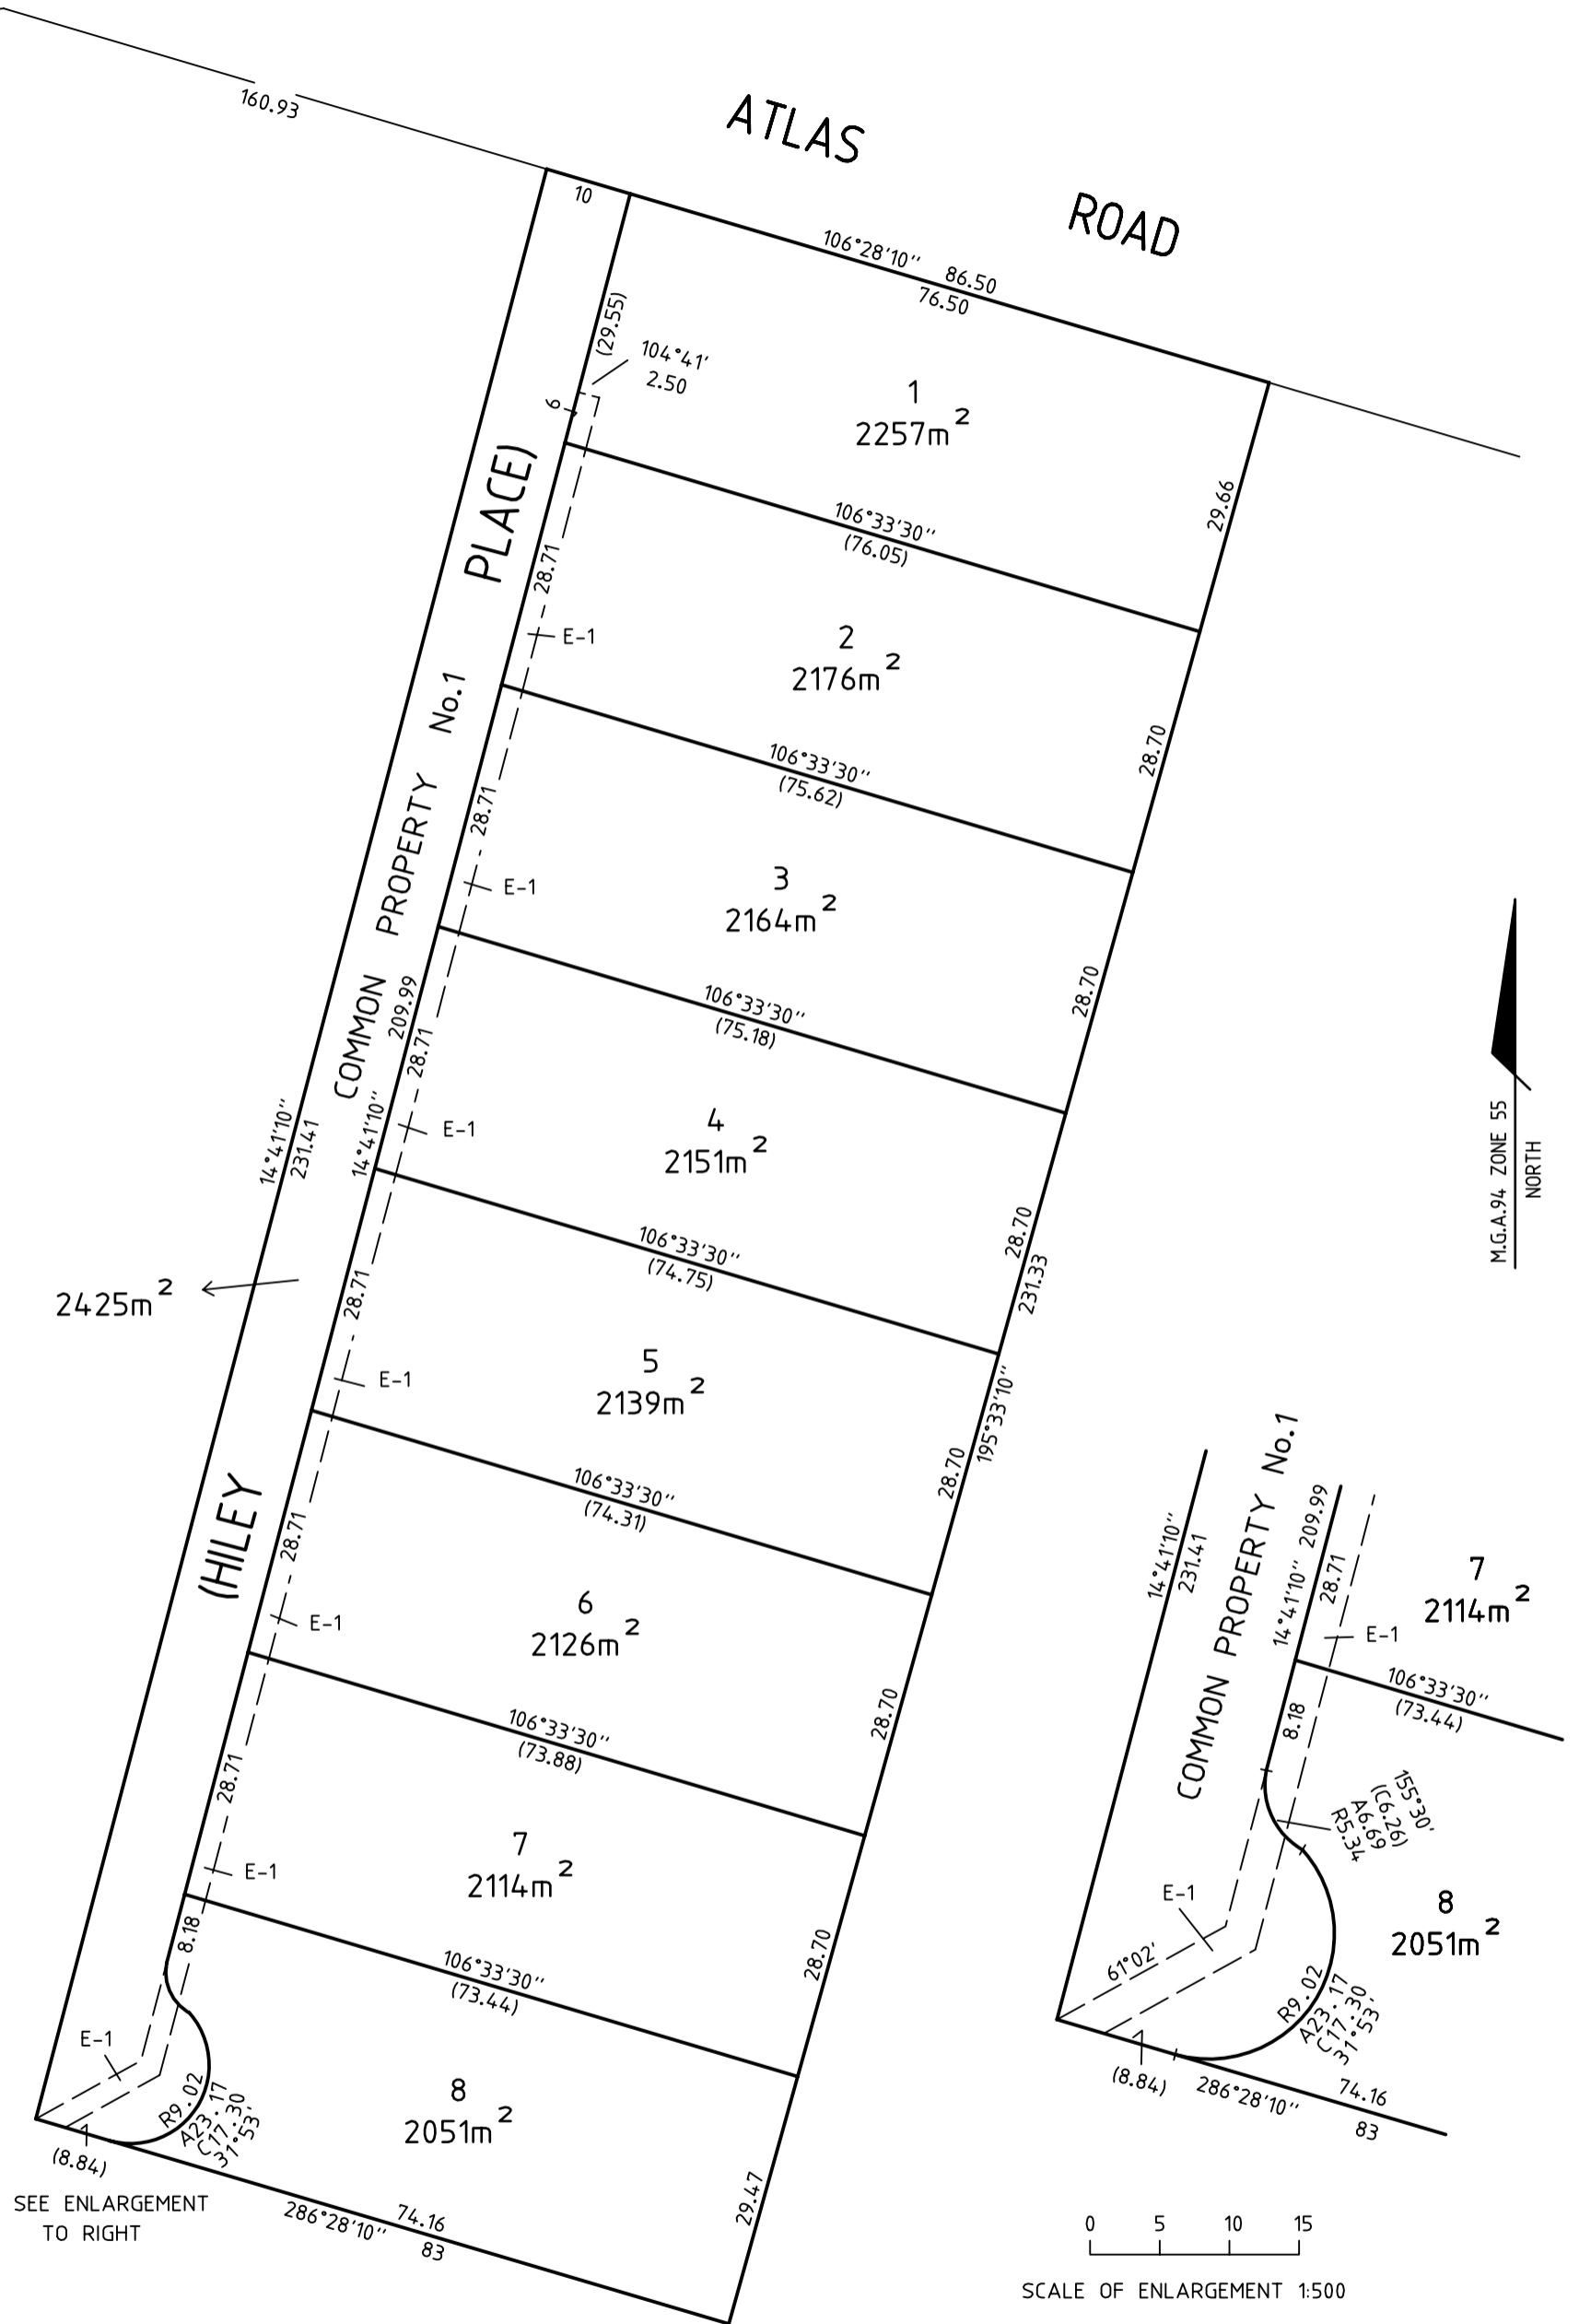 160.93
ATLAS ROAD
10
106°28'10" 86.50
76.50
(29.55)
104°41'
2.50
6
1
2257m²
29.66
PLACE)
106°33'30"
(76.05)
28.71
E-1
2
2176m²
28.70
COMMON PROPERTY No.1
106°33'30"
(75.62)
28.71
E-1
3
2164m²
28.70
209.99
14°41'10"
106°33'30"
(75.18)
28.71
E-1
4
2151m²
28.70
231.33
195°33'10"
14°41'10"
231.41
2425m²
106°33'30"
(74.75)
28.71
E-1
5
2139m²
28.70
(HILEY
106°33'30"
(74.31)
28.71
E-1
6
2126m²
28.70
106°33'30"
(73.88)
28.71
E-1
7
2114m²
28.70
106°33'30"
(73.44)
8.18
E-1
8
2051m²
29.47
R9.02
A23.17
C17.30
31°53'
(8.84)
286°28'10" 74.16
83
SEE ENLARGEMENT
TO RIGHT
M.G.A.94 ZONE 55
NORTH
COMMON PROPERTY No.1
14°41'10"
231.41
14°41'10" 209.99
28.71
7
2114m²
E-1
106°33'30"
(73.44)
8.18
155°30'
(C6.26)
A6.69
R5.34
E-1
61°02'
8
2051m²
R9.02
A23.17
C17.30
31°53'
(8.84)
286°28'10" 74.16
83
0 5 10 15
SCALE OF ENLARGEMENT 1:500